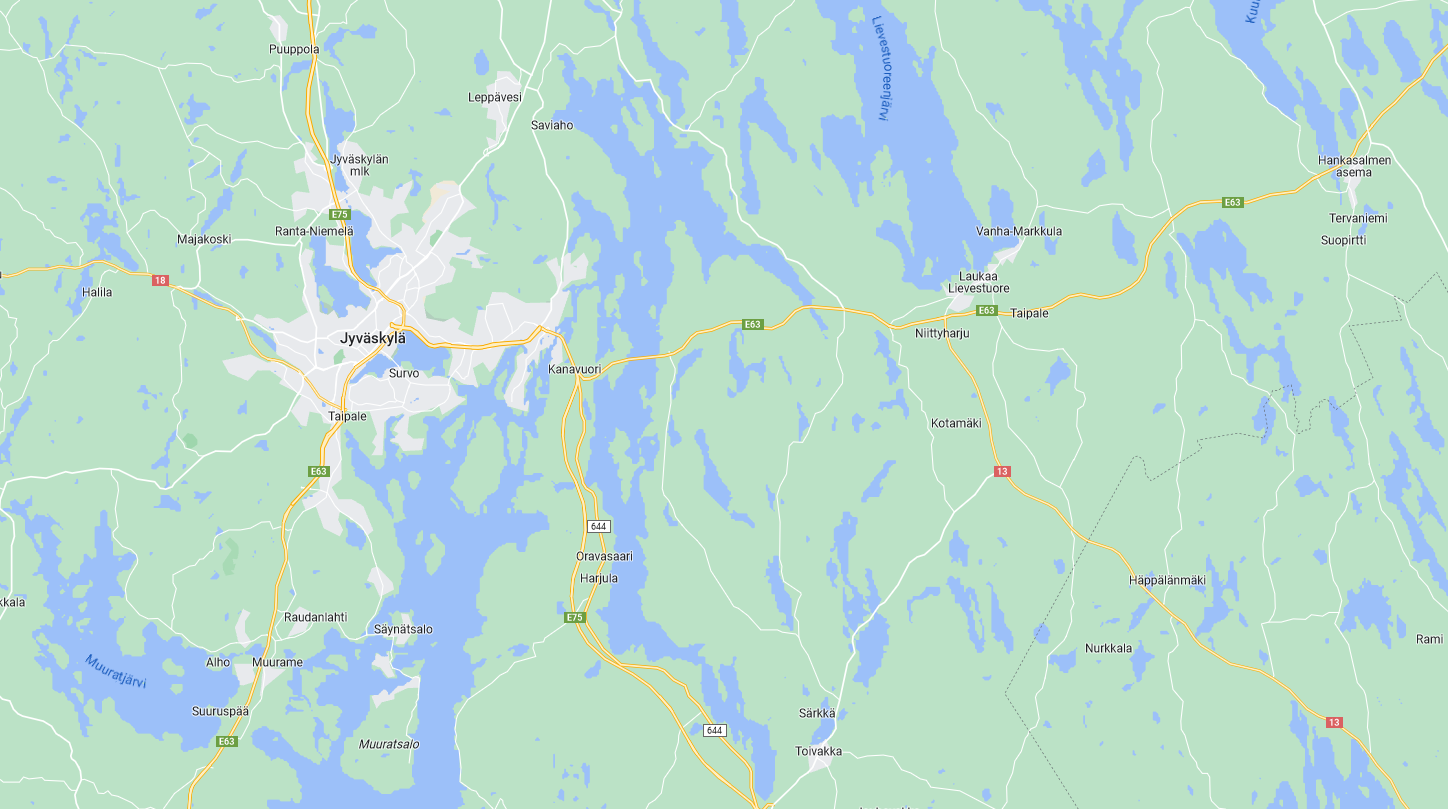 Puuppola
Leppävesi
Saviaho
Lievestuoreenjärvi
Kuu
Jyväskylän
mlk
Hankasalmen
asema
E75
E63
Ranta-Niemelä
Majakoski
Vanha-Markkula
Tervaniemi
Suopirtti
18
Halila
Laukaa
Lievestuore
E63
Taipale
E63
Niittyharju
Jyväskylä
Kanavuori
Survo
Taipale
Kotamäki
E63
13
644
Oravasaari
Harjula
Häppälänmäki
kkala
E75
Raudanlahti
Säynätsalo
Rami
Nurkkala
Alho
Muurame
Muuratjärvi
Suuruspää
Särkkä
13
644
E63
Muuratsalo
Toivakka